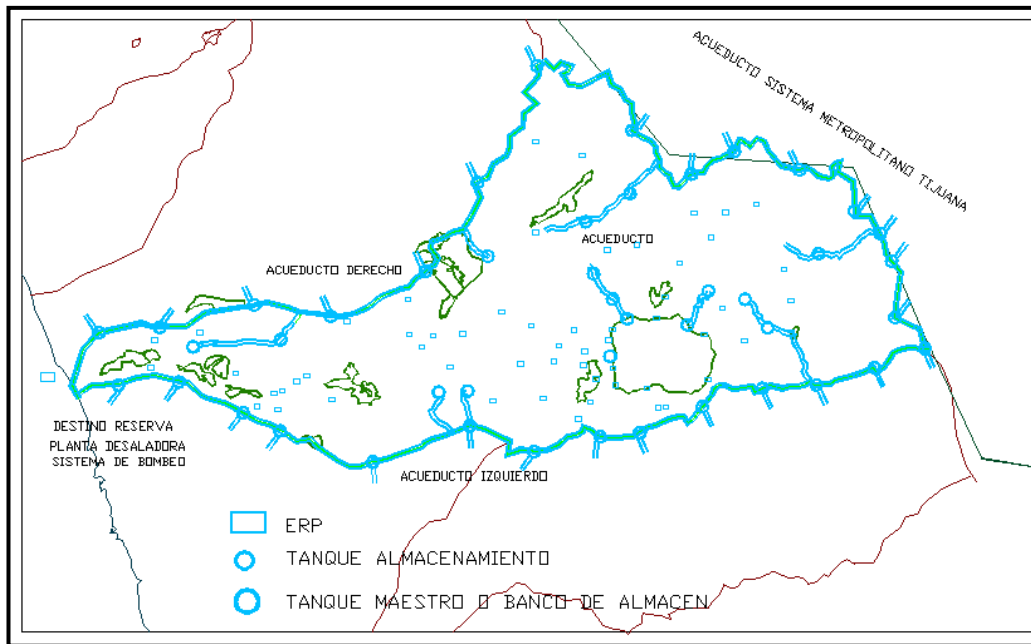 ACUEDUCTO SISTEMA METROPOLITANO TIJUANA
ACUEDUCTO
ACUEDUCTO DERECHO
DESTINO RESERVA
PLANTA DESALADORA
SISTEMA DE BOMBEO
ACUEDUCTO IZQUIERDO
ERP
TANQUE ALMACENAMIENTO
TANQUE MAESTRO O BANCO DE ALMACEN